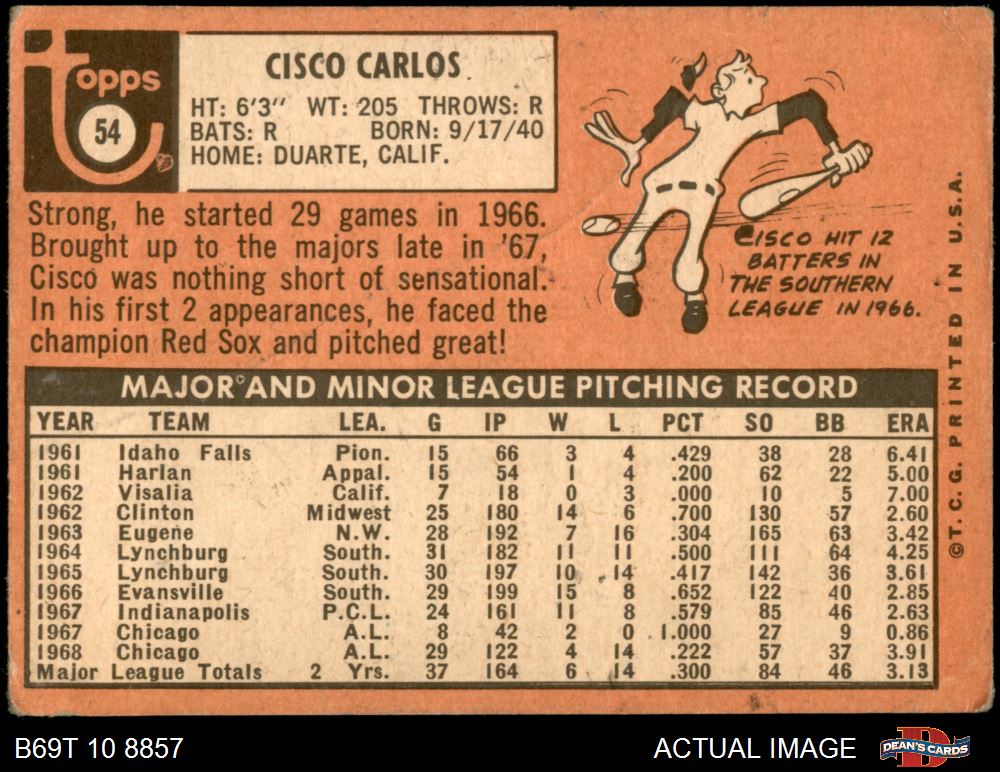 Topps
54
CISCO CARLOS
HT: 6'3" WT: 205 THROWS: R
BATS: R BORN: 9/17/40
HOME: DUARTE, CALIF.
Strong, he started 29 games in 1966.
Brought up to the majors late in '67,
Cisco was nothing short of sensational.
In his first 2 appearances, he faced the
champion Red Sox and pitched great!
CISCO HIT 12
BATTERS IN
THE SOUTHERN
LEAGUE IN 1966.
MAJOR AND MINOR LEAGUE PITCHING RECORD
YEAR TEAM LEA. G IP W L PCT SO BB ERA
1961 Idaho Falls Pion. 15 66 3 4 .429 38 28 6.41
1961 Harlan Appal. 15 54 1 4 .200 62 22 5.00
1962 Visalia Calif. 7 18 0 3 .000 10 5 7.00
1962 Clinton Midwest 25 180 14 6 .700 130 57 2.60
1963 Eugene N.W. 28 192 7 16 .304 165 63 3.42
1964 Lynchburg South. 31 182 11 11 .500 111 64 4.25
1965 Lynchburg South. 30 197 10 14 .417 142 36 3.61
1966 Evansville South. 29 199 15 8 .652 122 40 2.85
1967 Indianapolis P.C.L. 24 161 11 8 .579 85 46 2.63
1967 Chicago A.L. 8 42 2 0 1.000 27 9 0.86
1968 Chicago A.L. 29 122 4 14 .222 57 37 3.91
Major League Totals 2 Yrs. 37 164 6 14 .300 84 46 3.13
© T.C.G. PRINTED IN U.S.A.
B69T 10 8857
ACTUAL IMAGE
DEAN'S CARDS